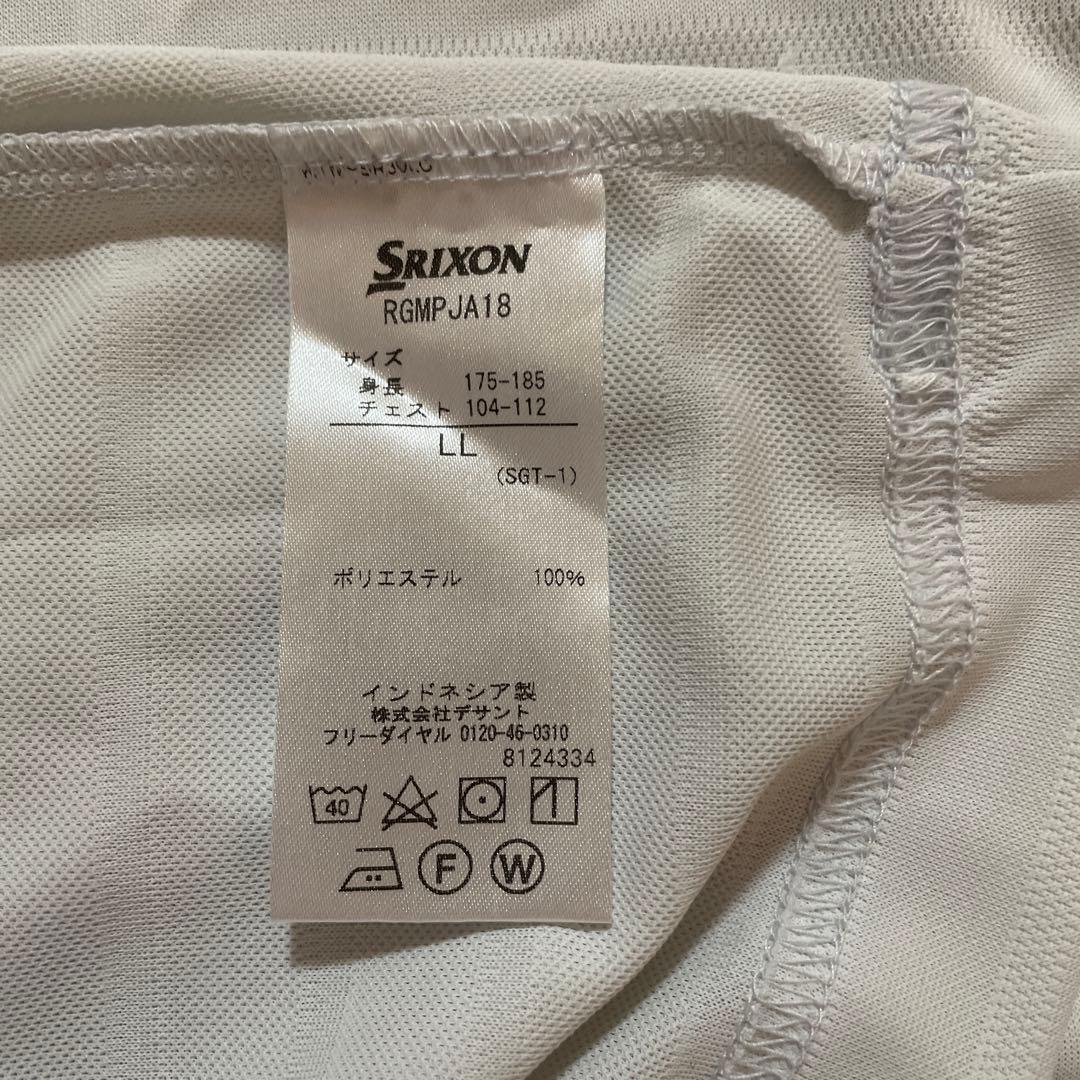 SRIXON
RGMPJA18
サイズ
身長 175-185
チェスト 104-112
LL
(SGT-1)
ポリエステル 100%
インドネシア製
株式会社デサント
フリーダイヤル 0120-46-0310
8124334
40
F W